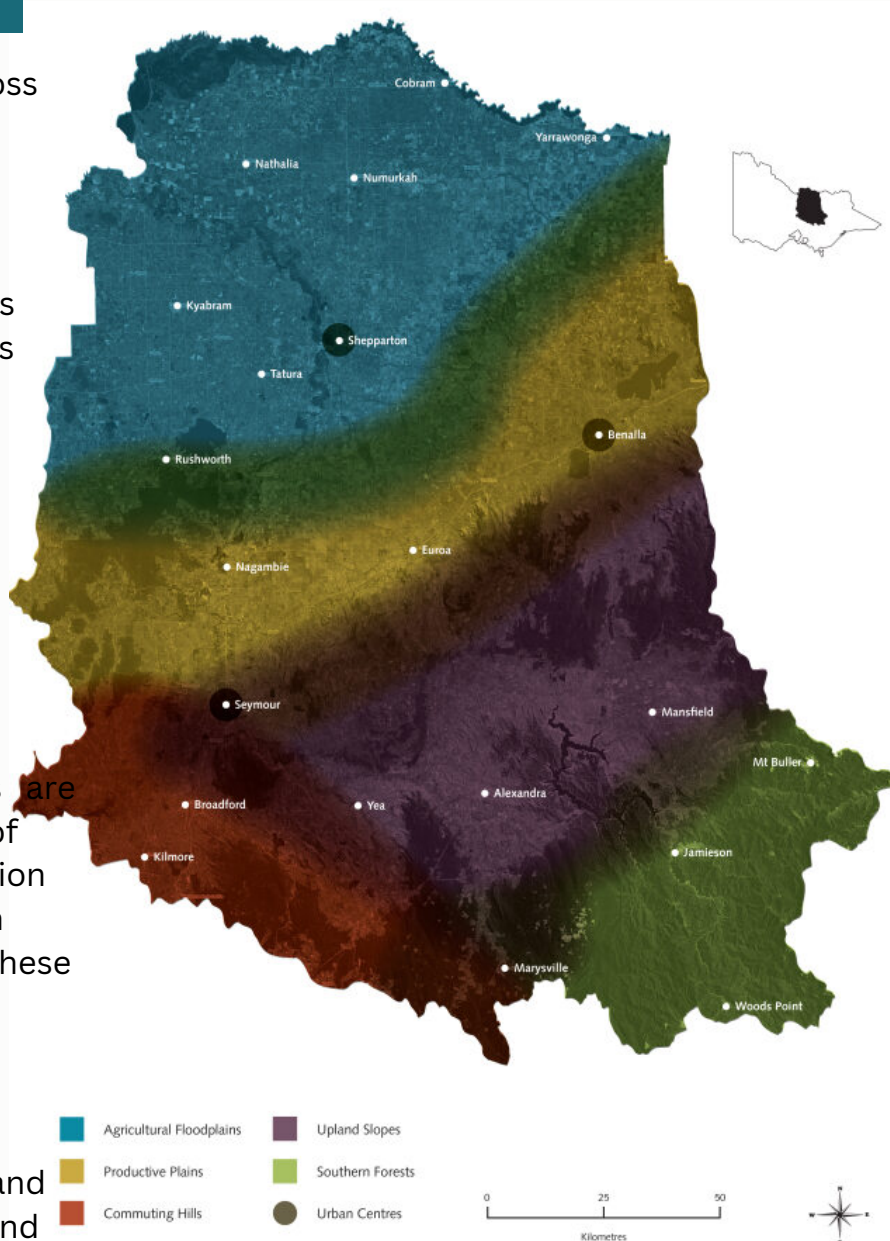 oss
Cobram
Yarrawonga
Nathalia
Numurkah
s
Kyabram
s
Shepparton
Tatura
Benalla
Rushworth
Euroa
Nagambie
Seymour
Mansfield
Mt Buller
are
Alexandra
Broadford
Yea
of
Kilmore
Jamieson
ion
hese
Marysville
Woods Point
Agricultural Floodplains
Upland Slopes
Productive Plains
Southern Forests
and
Commuting Hills
Urban Centres
nd
0 25 50
Kilometres
N
W E